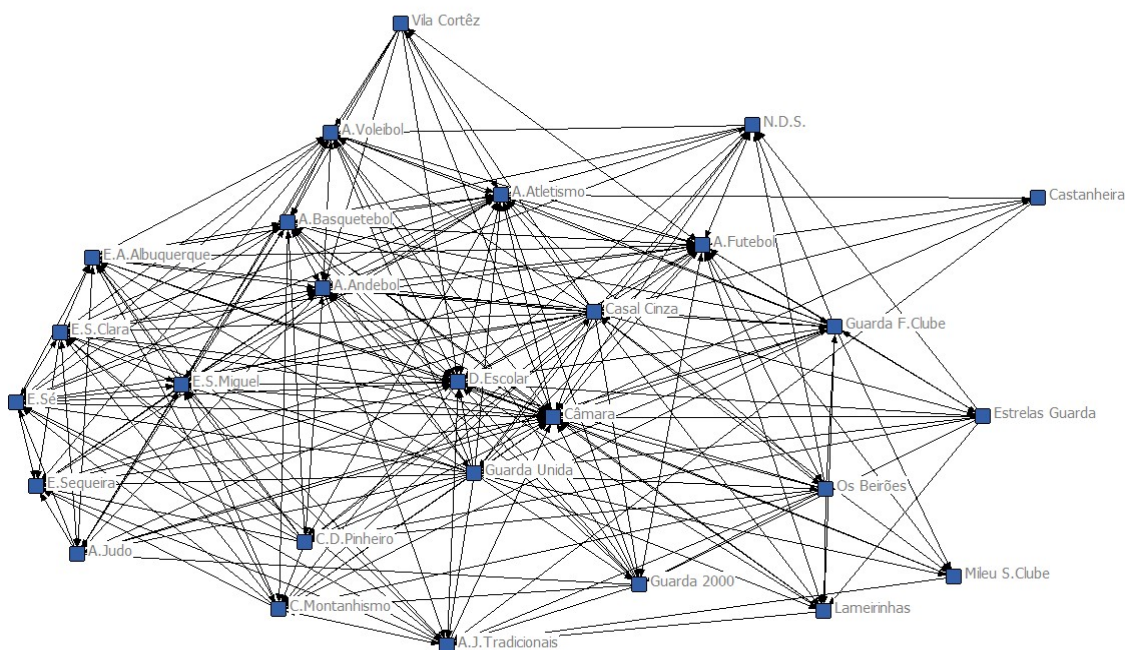 Vila Cortêz
N.D.S.
A.Voleibol
A.Atletismo
Castanheira
A.Basquetebol
A.Futebol
E.A.Albuquerque
A.Andebol
Casal Cinza
Guarda F.Clube
E.S.Clara
E.S.Miguel
D.Escolar
E.Sé
Câmara
Estrelas Guarda
Guarda Unida
E.Sequeira
Os Beirões
C.D.Pinheiro
A.Judo
Mileu S.Clube
Guarda 2000
C.Montanhismo
Lameirinhas
A.J.Tradicionais